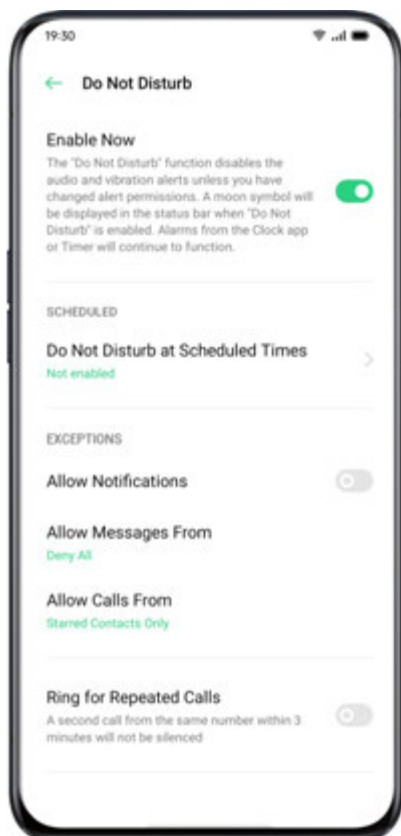 19:30
Do Not Disturb
Enable Now
The "Do Not Disturb" function disables the
audio and vibration alerts unless you have
changed alert permissions. A moon symbol will
be displayed in the status bar when "Do Not
Disturb" is enabled. Alarms from the Clock app
or Timer will continue to function.
SCHEDULED
Do Not Disturb at Scheduled Times
Not enabled
EXCEPTIONS
Allow Notifications
Allow Messages From
Deny All
Allow Calls From
Starred Contacts Only
Ring for Repeated Calls
A second call from the same number within 3
minutes will not be silenced